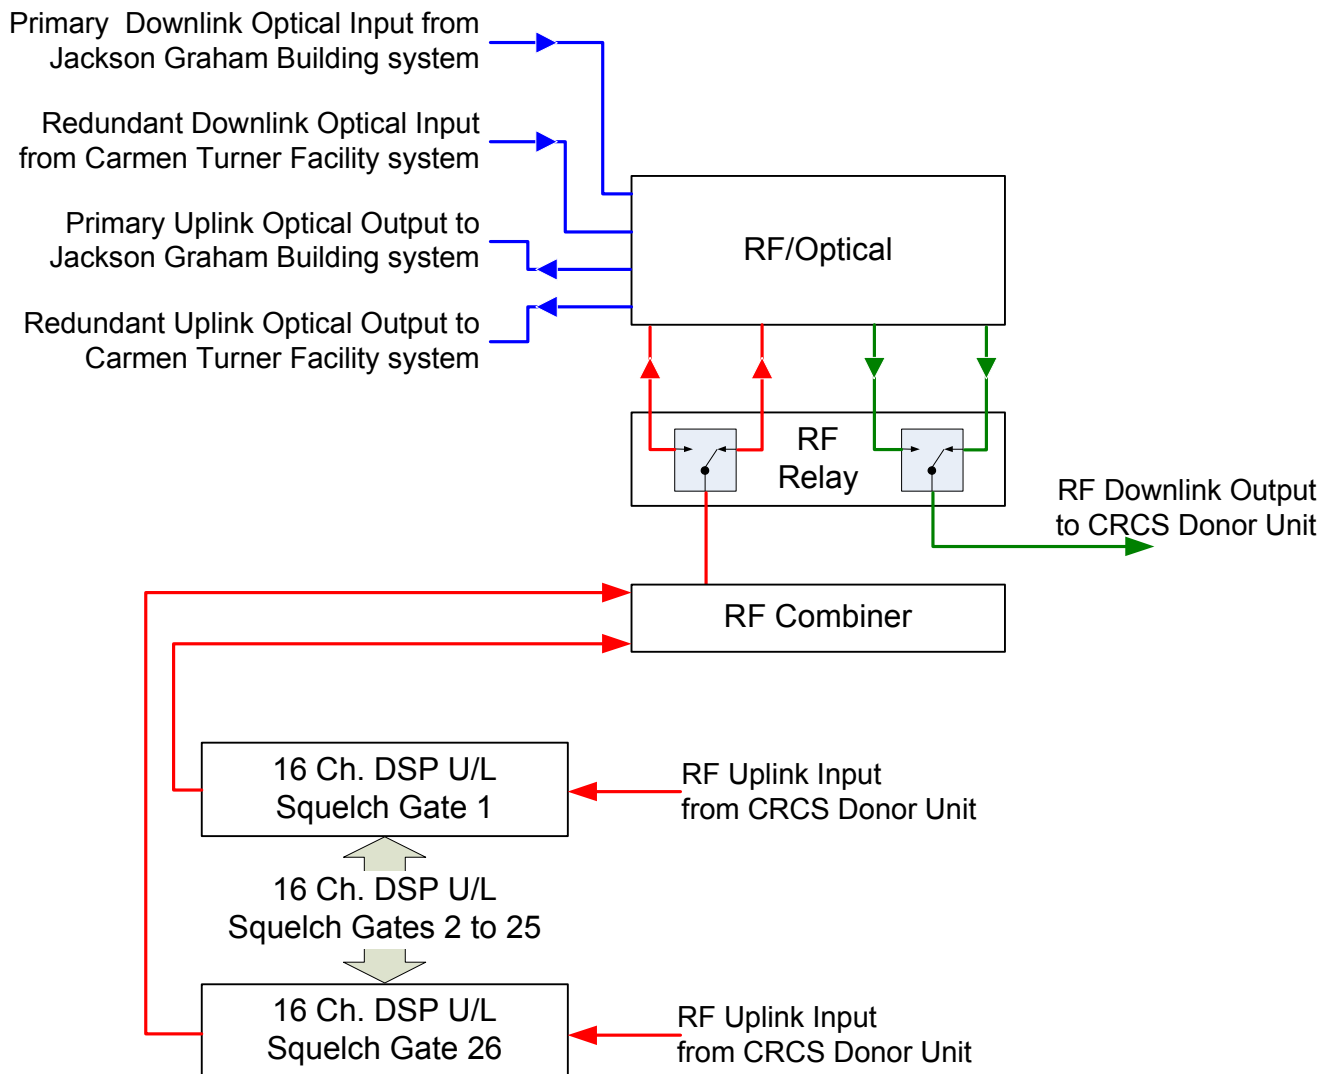 Primary Downlink Optical Input from
Jackson Graham Building system
Redundant Downlink Optical Input
from Carmen Turner Facility system
Primary Uplink Optical Output to
Jackson Graham Building system
Redundant Uplink Optical Output to
Carmen Turner Facility system
RF/Optical
RF
Relay
RF Downlink Output
to CRCS Donor Unit
RF Combiner
16 Ch. DSP U/L
Squelch Gate 1
RF Uplink Input
from CRCS Donor Unit
16 Ch. DSP U/L
Squelch Gates 2 to 25
16 Ch. DSP U/L
Squelch Gate 26
RF Uplink Input
from CRCS Donor Unit